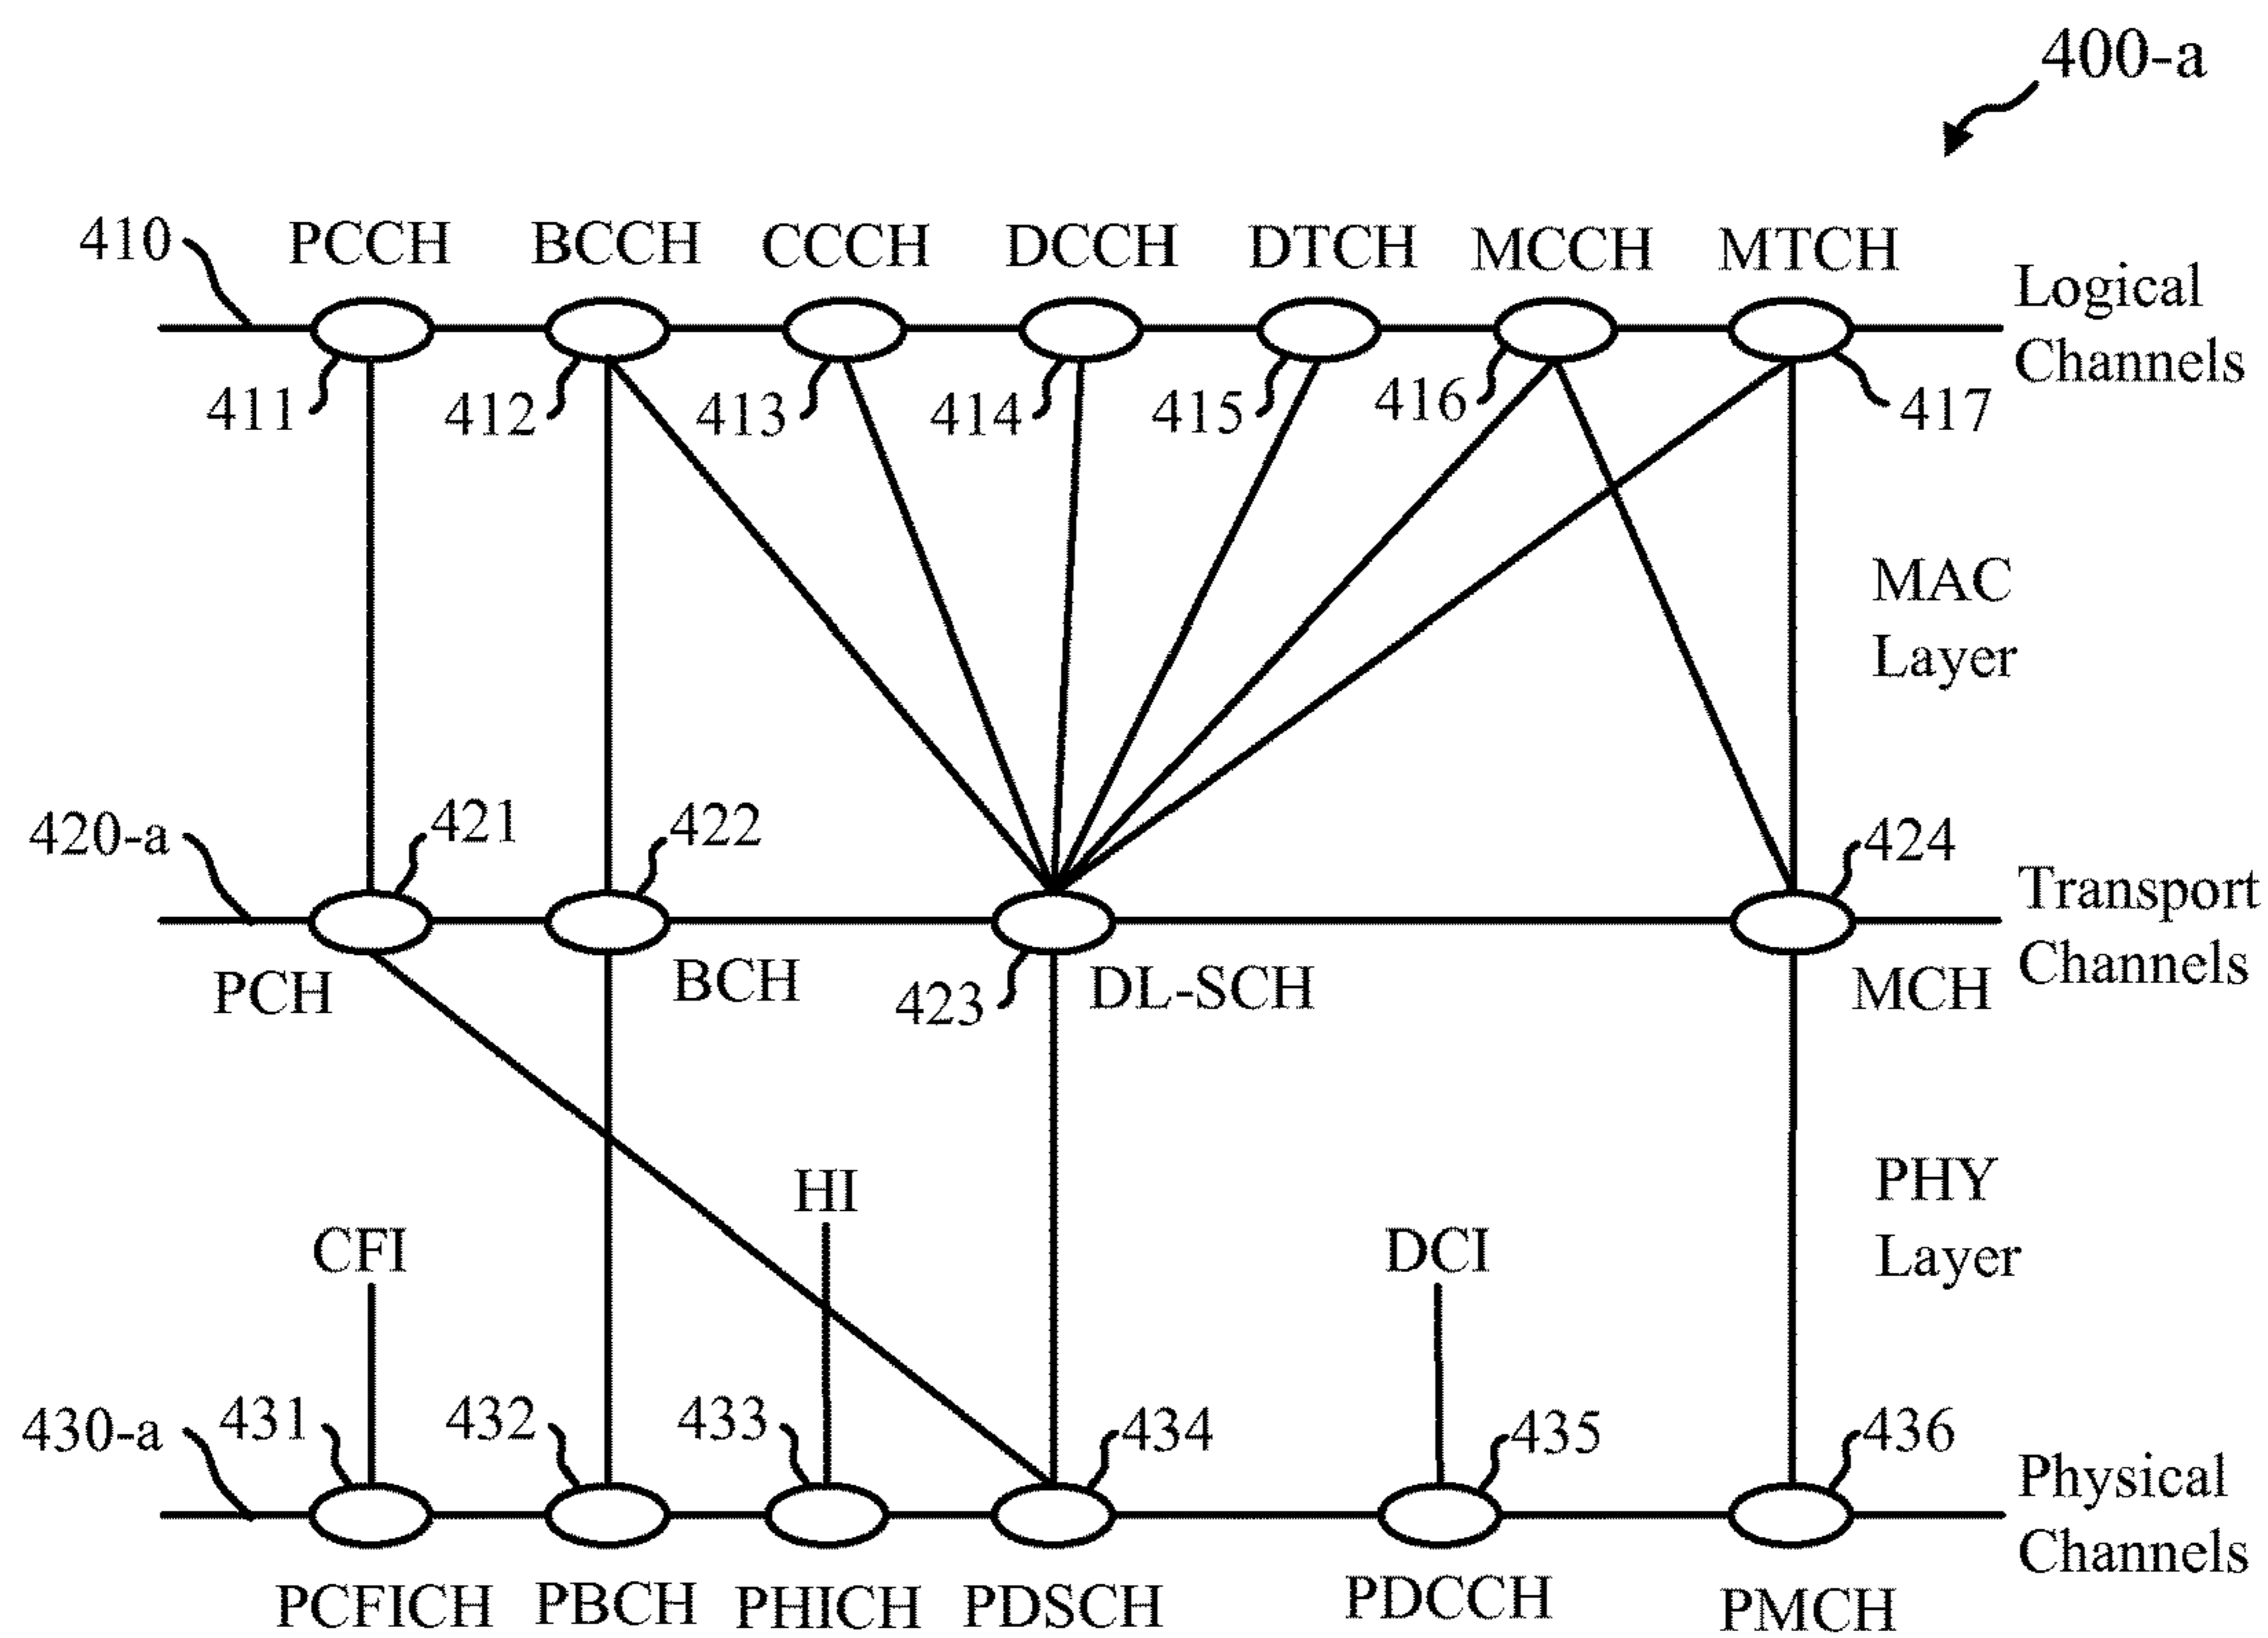 400-a
410
PCCH
BCCH
CCCH
DCCH
DTCH
MCCH
MTCH
Logical
Channels
411
412
413
414
415
416
417
MAC
Layer
420-a
421
422
424
Transport
Channels
PCH
BCH
423
DL-SCH
MCH
HI
PHY
Layer
CFI
DCI
430-a
431
432
433
434
435
436
Physical
Channels
PCFICH
PBCH
PHICH
PDSCH
PDCCH
PMCH